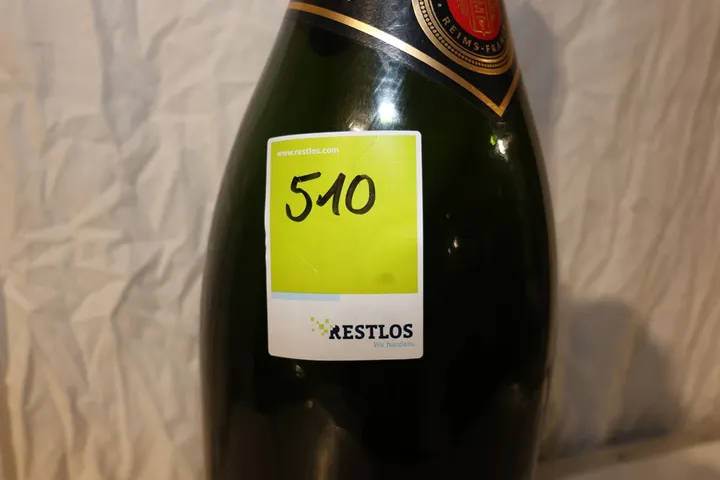 REIMS-FRA
www.restlos.com
510
RESTLOS
Wir handeln.